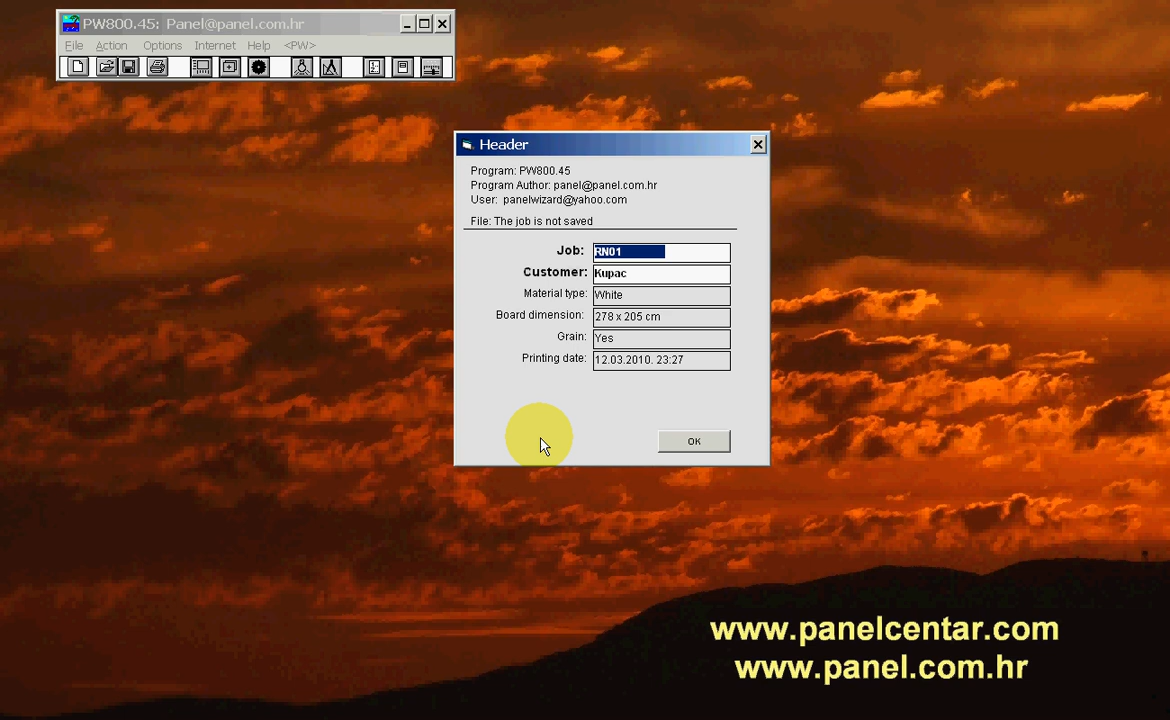 PW800.45: Panel@panel.com.hr
File Action Options Internet Help <PW>
Header
Program: PW800.45
Program Author: panel@panel.com.hr
User: panelwizard@yahoo.com
File: The job is not saved
Job: RN01
Customer: Kupac
Material type: White
Board dimension: 278 x 205 cm
Grain: Yes
Printing date: 12.03.2010. 23:27
OK
www.panelcentar.com
www.panel.com.hr